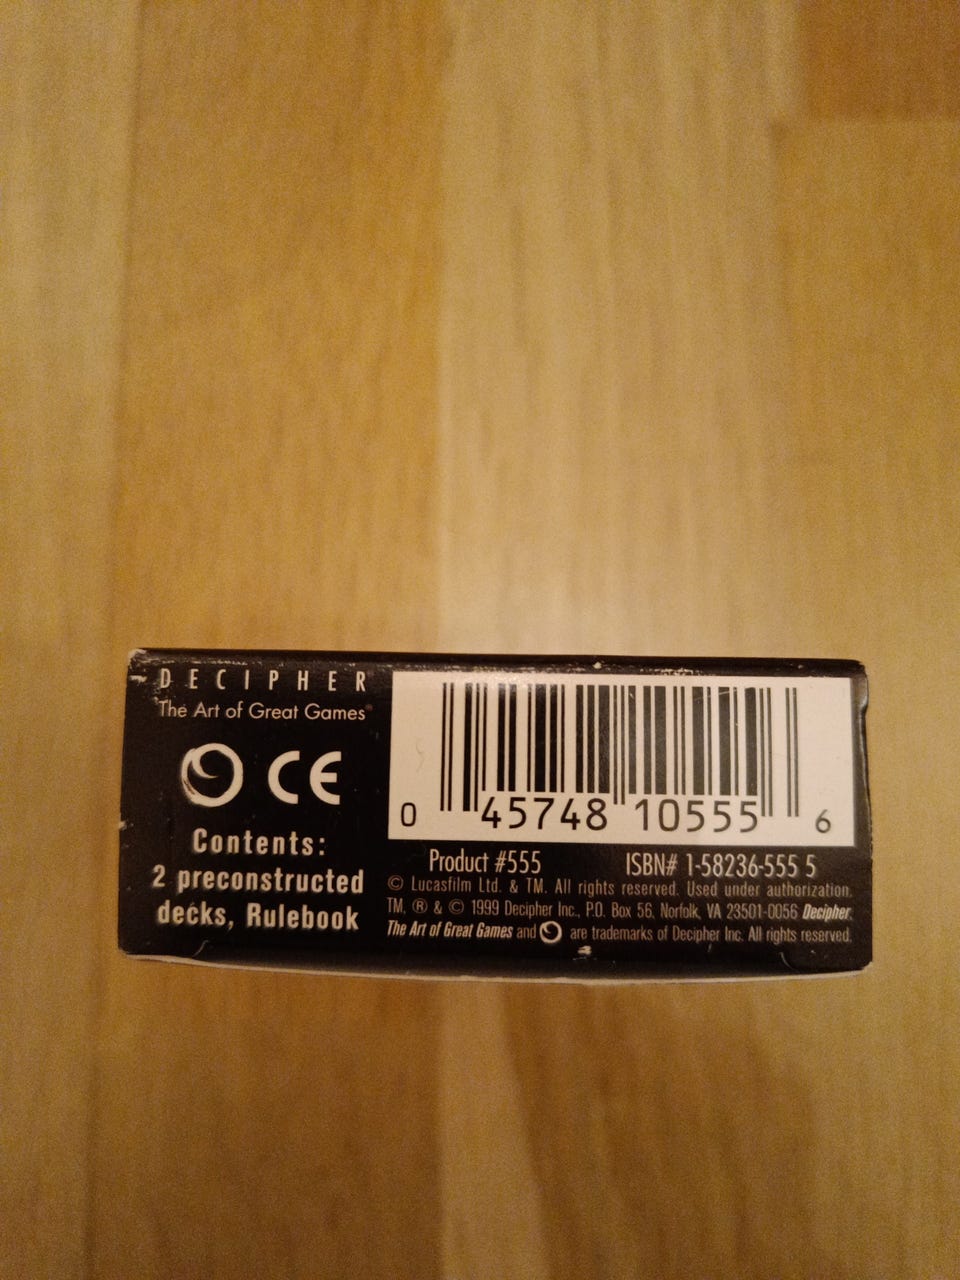 DECIPHER
The Art of Great Games®
CE
Contents:
2 preconstructed
decks, Rulebook
0 45748 10555 6
Product #555 ISBN# 1-58236-555 5
© Lucasfilm Ltd. & TM. All rights reserved. Used under authorization.
TM, ® & © 1999 Decipher Inc., P.O. Box 56, Norfolk, VA 23501-0056 Decipher,
The Art of Great Games and are trademarks of Decipher Inc. All rights reserved.